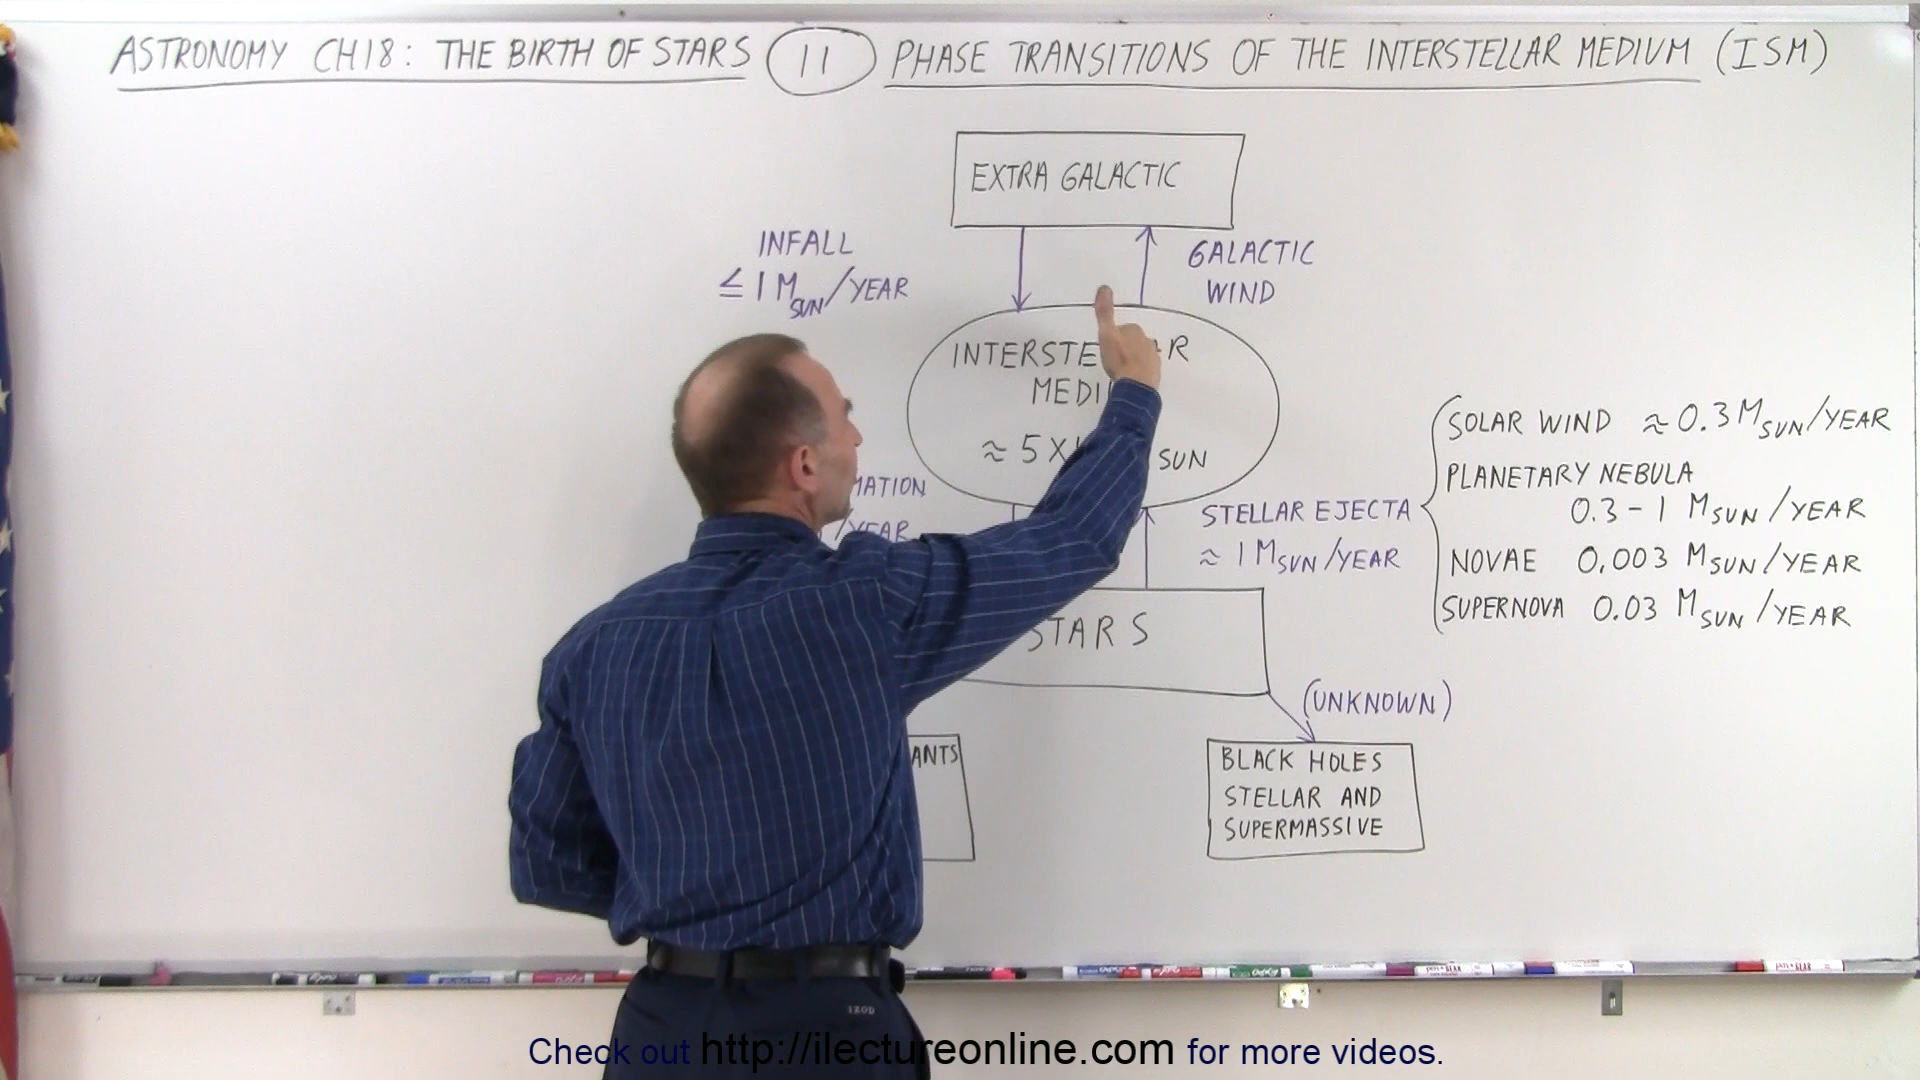 ASTRONOMY CH18: THE BIRTH OF STARS 11 PHASE TRANSITIONS OF THE INTERSTELLAR MEDIUM (ISM)
EXTRA GALACTIC
INFALL
≤ 1 MSUN/YEAR
GALACTIC
WIND
INTERSTE R
MEDI
≈ 5 X SUN
MATION
/YEAR
STELLAR EJECTA
≈ 1 MSUN/YEAR
SOLAR WIND ≈ 0.3 MSUN/YEAR
PLANETARY NEBULA
0.3 - 1 MSUN/YEAR
NOVAE 0.003 MSUN/YEAR
SUPERNOVA 0.03 MSUN/YEAR
STARS
(UNKNOWN)
ANTS
BLACK HOLES
STELLAR AND
SUPERMASSIVE
IZOD
Check out http://ilectureonline.com for more videos.